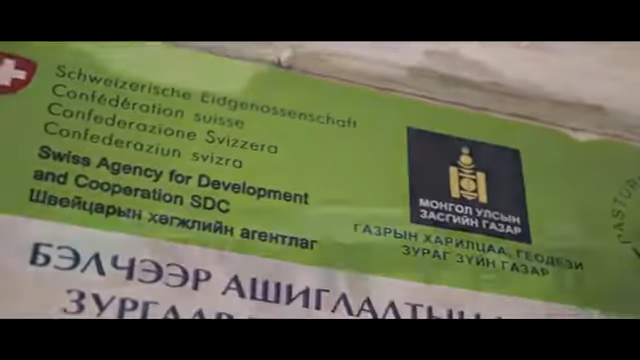 Schweizerische Eidgenossenschaft
Confédération suisse
Confederazione Svizzera
Confederaziun svizra
Swiss Agency for Development
and Cooperation SDC
Швейцарын хөгжлийн агентлаг
МОНГОЛ УЛСЫН
ЗАСГИЙН ГАЗАР
ГАЗРЫН ХАРИЛЦАА, ГЕОДЕЗИ
ЗУРАГ ЗҮЙН ГАЗАР
БЭЛЧЭЭР АШИГЛАЛТЫН